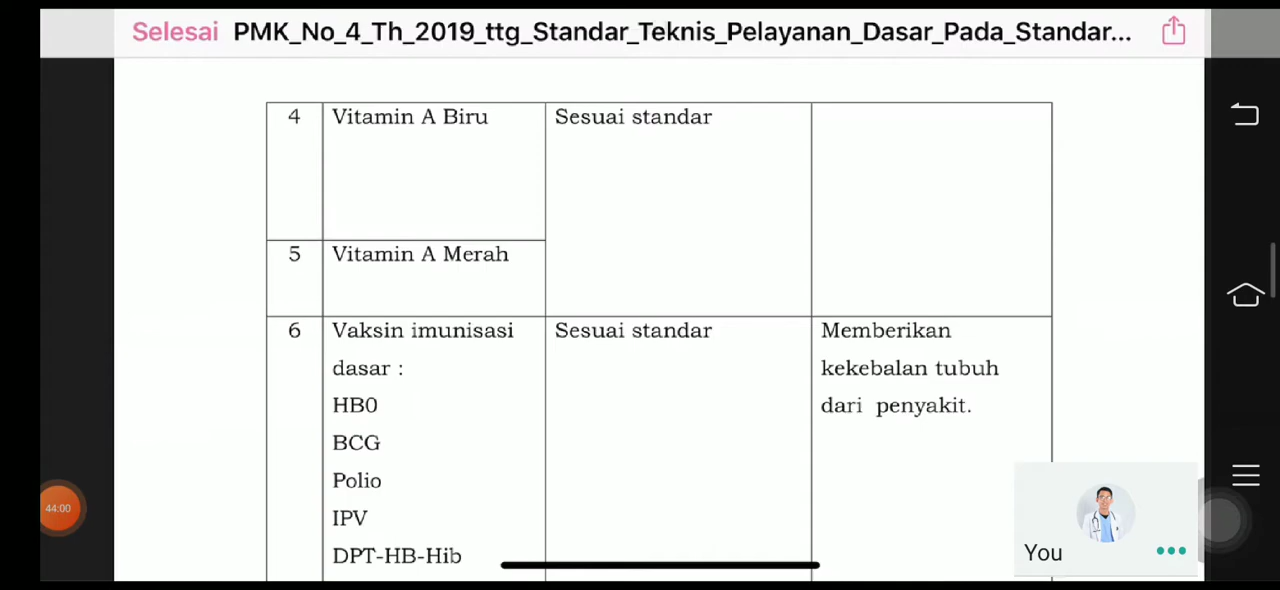 Selesai PMK_No_4_Th_2019_ttg_Standar_Teknis_Pelayanan_Dasar_Pada_Standar...
4 Vitamin A Biru Sesuai standar
5 Vitamin A Merah
6 Vaksin imunisasi Sesuai standar Memberikan
dasar : kekebalan tubuh
HB0 dari penyakit.
BCG
Polio
44:00
IPV
DPT-HB-Hib
You